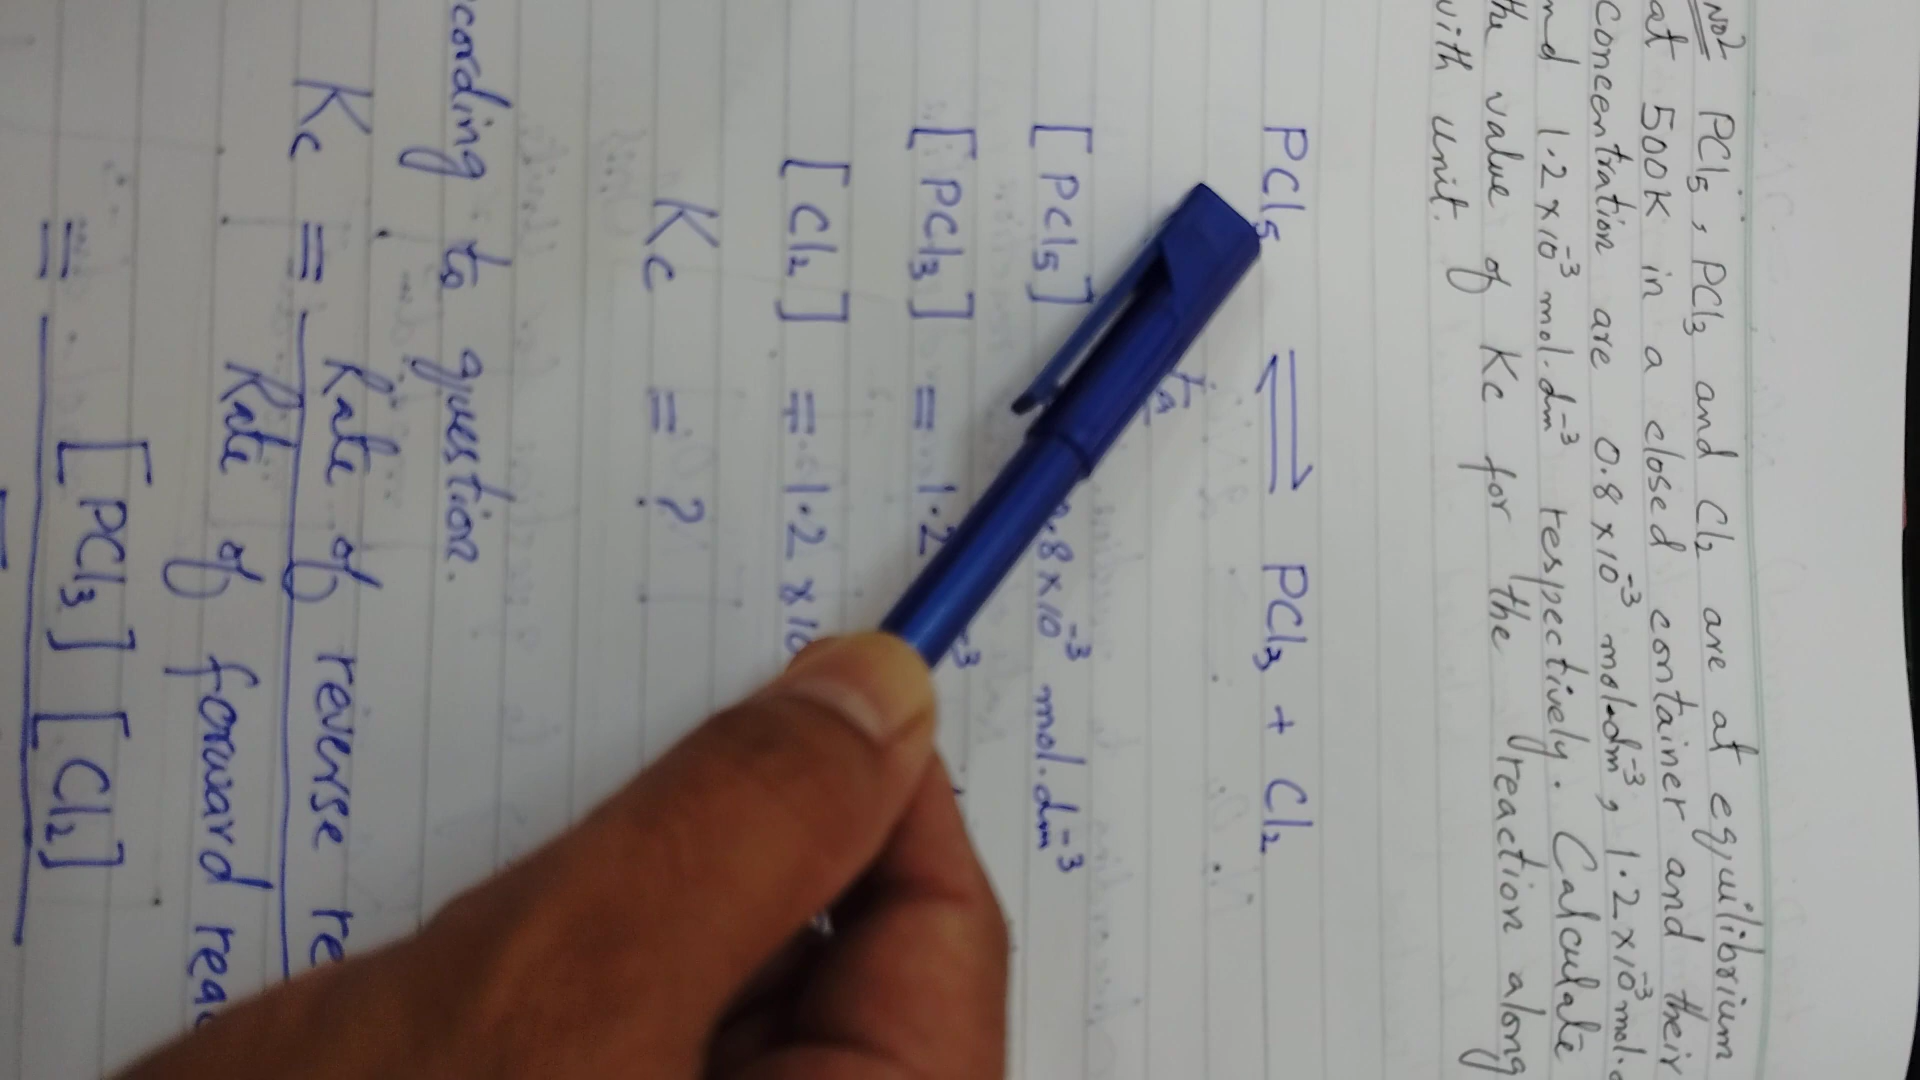 No2 PCl₅, PCl₃ and Cl₂ are at equilibrium
at 500K in a closed container and their
concentration are 0.8×10⁻³ mol.dm⁻³, 1.2×10⁻³ mol.
nd 1.2×10⁻³ mol.dm⁻³ respectively. Calculate
the value of Kc for the reaction along
with unit.
PCl₅ ⇌ PCl₃ + Cl₂
[PCl₅] .8×10⁻³ mol.dm⁻³
[PCl₃] = 1.2 ⁻³
[Cl₂] = 1.2×10
Kc = ?
cording to question.
Kc = Rate of reverse re
Rate of forward reac
= [PCl₃] [Cl₂]